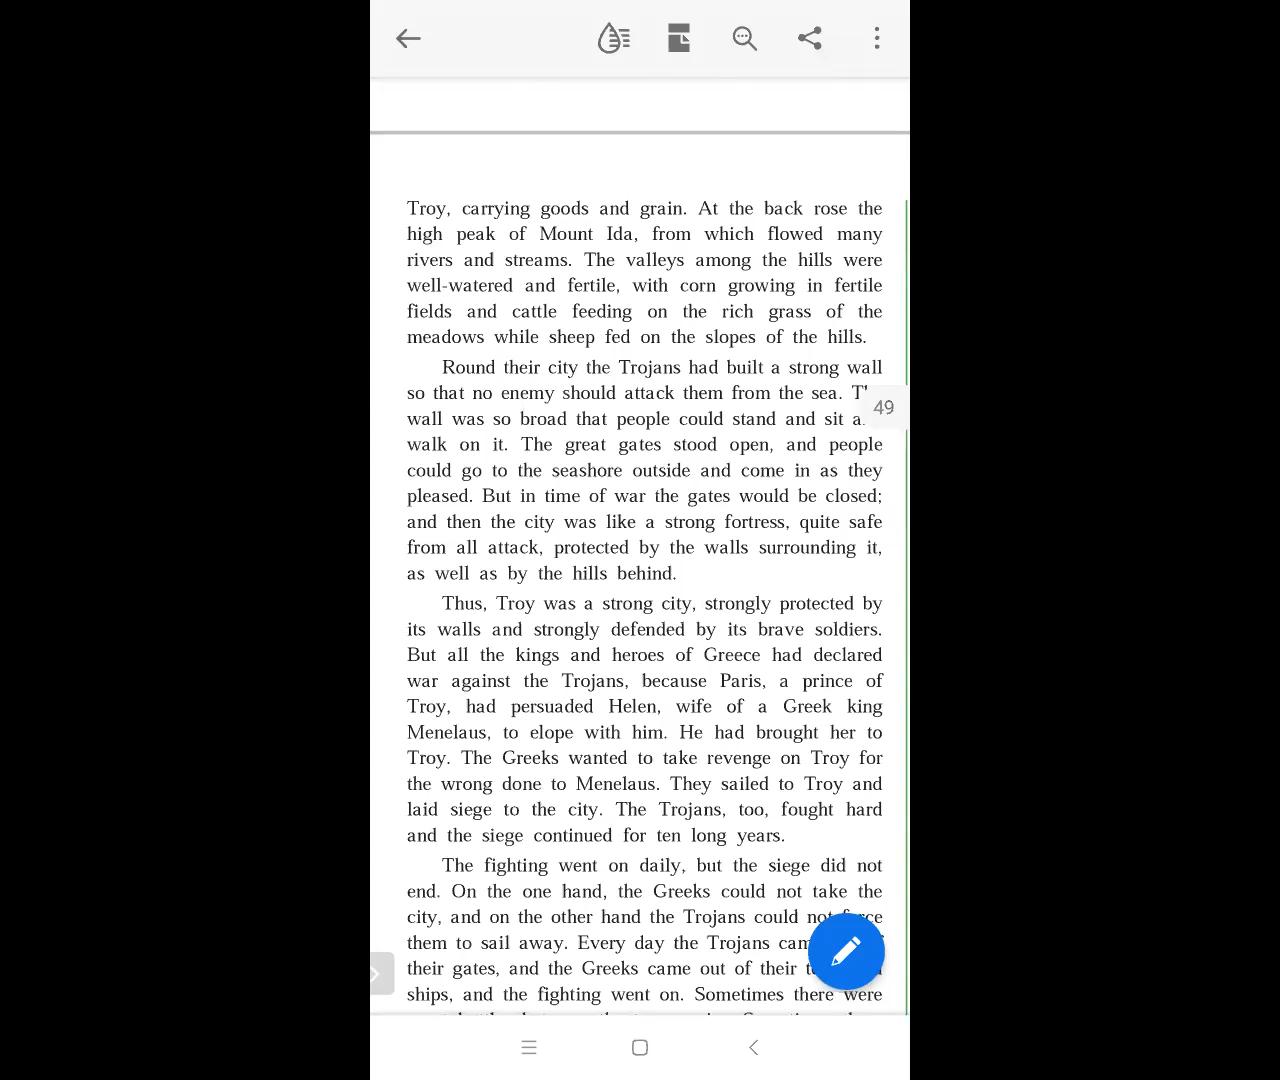 Troy, carrying goods and grain. At the back rose the
high peak of Mount Ida, from which flowed many
rivers and streams. The valleys among the hills were
well-watered and fertile, with corn growing in fertile
fields and cattle feeding on the rich grass of the
meadows while sheep fed on the slopes of the hills.
Round their city the Trojans had built a strong wall
so that no enemy should attack them from the sea.
49
wall was so broad that people could stand and sit
walk on it. The great gates stood open, and people
could go to the seashore outside and come in as they
pleased. But in time of war the gates would be closed;
and then the city was like a strong fortress, quite safe
from all attack, protected by the walls surrounding it,
as well as by the hills behind.
Thus, Troy was a strong city, strongly protected by
its walls and strongly defended by its brave soldiers.
But all the kings and heroes of Greece had declared
war against the Trojans, because Paris, a prince of
Troy, had persuaded Helen, wife of a Greek king
Menelaus, to elope with him. He had brought her to
Troy. The Greeks wanted to take revenge on Troy for
the wrong done to Menelaus. They sailed to Troy and
laid siege to the city. The Trojans, too, fought hard
and the siege continued for ten long years.
The fighting went on daily, but the siege did not
end. On the one hand, the Greeks could not take the
city, and on the other hand the Trojans could not force
them to sail away. Every day the Trojans
their gates, and the Greeks came out of their
ships, and the fighting went on. Sometimes there were